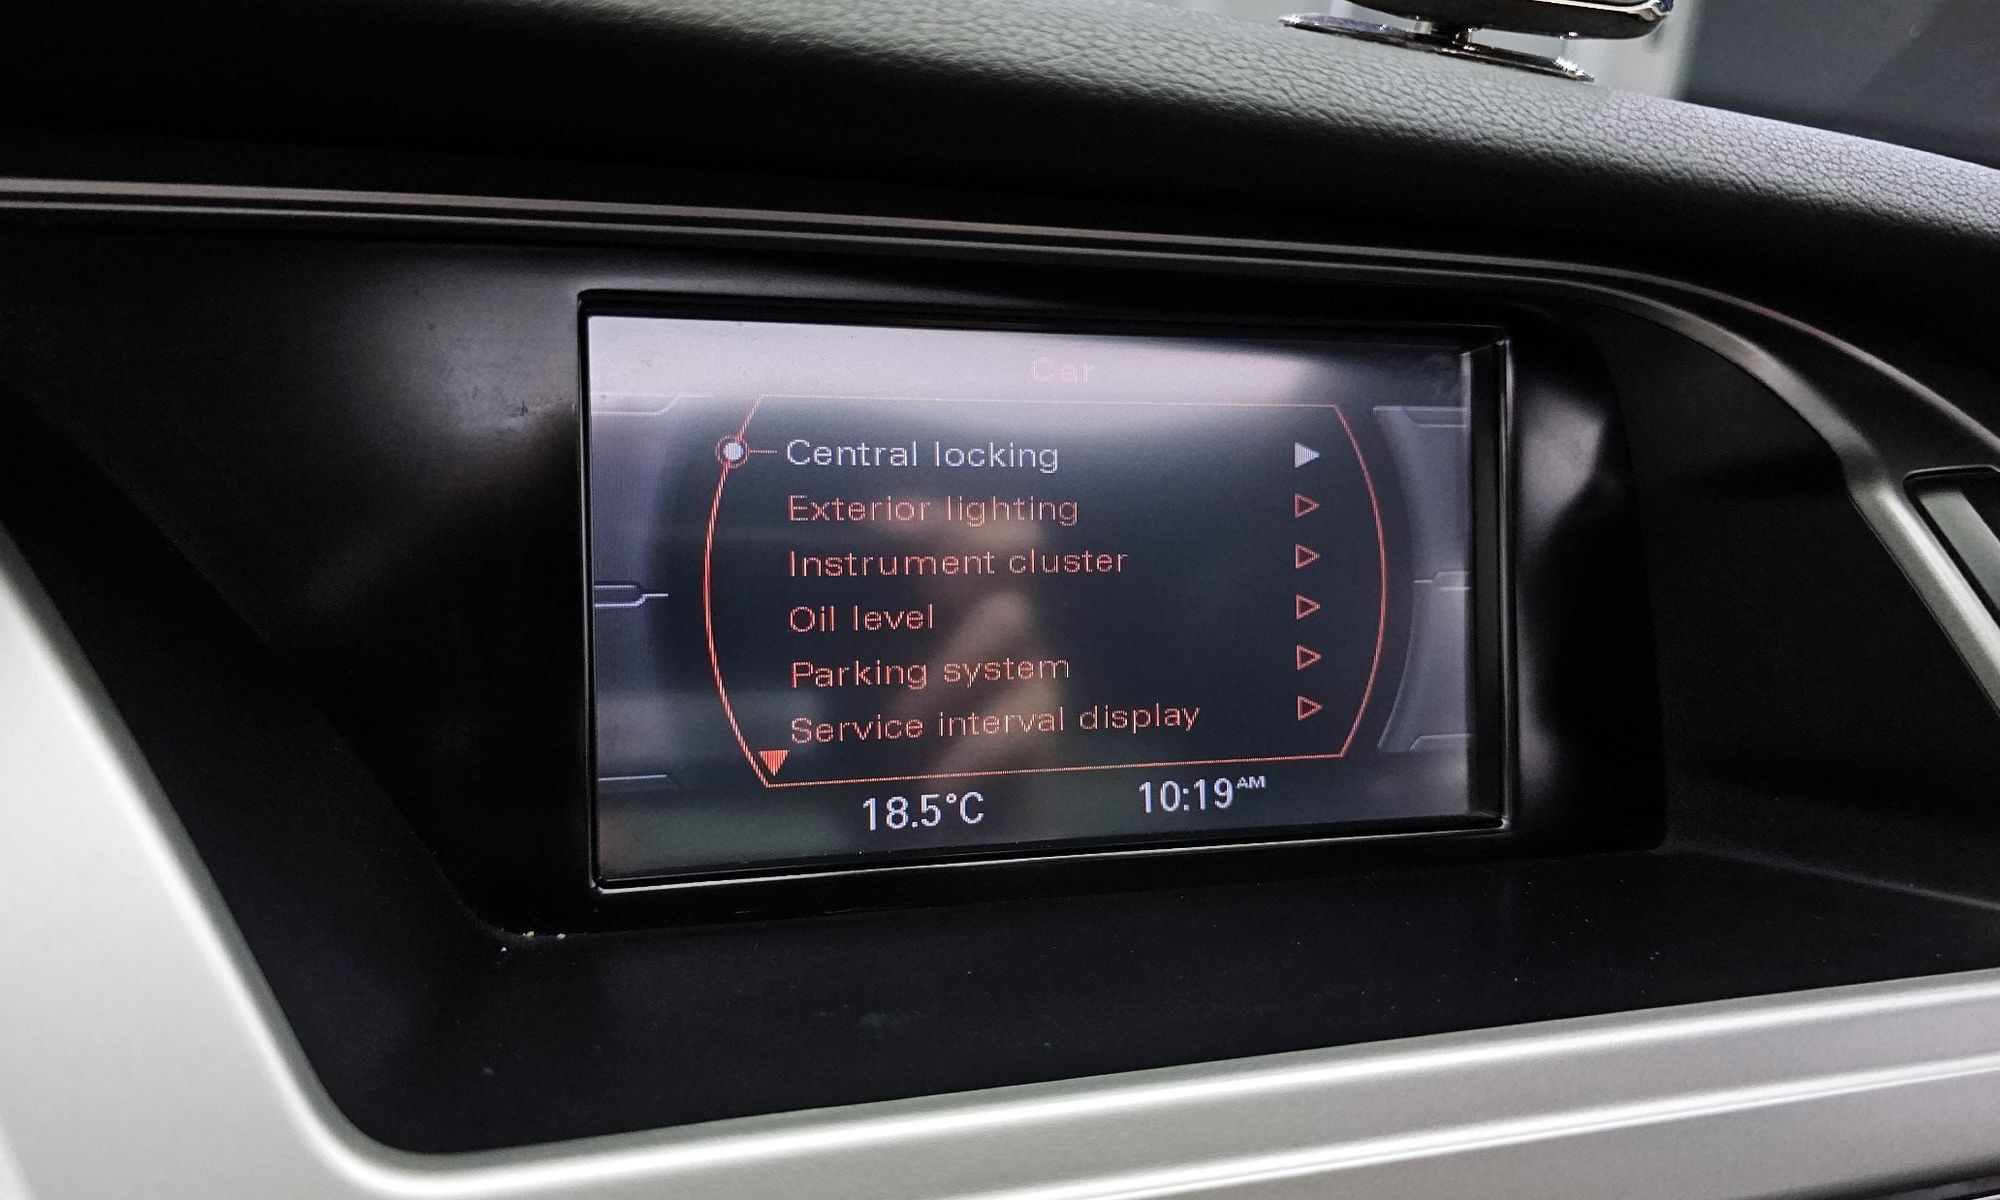 Car
Central locking
Exterior lighting
Instrument cluster
Oil level
Parking system
Service interval display
18.5°C 10:19AM